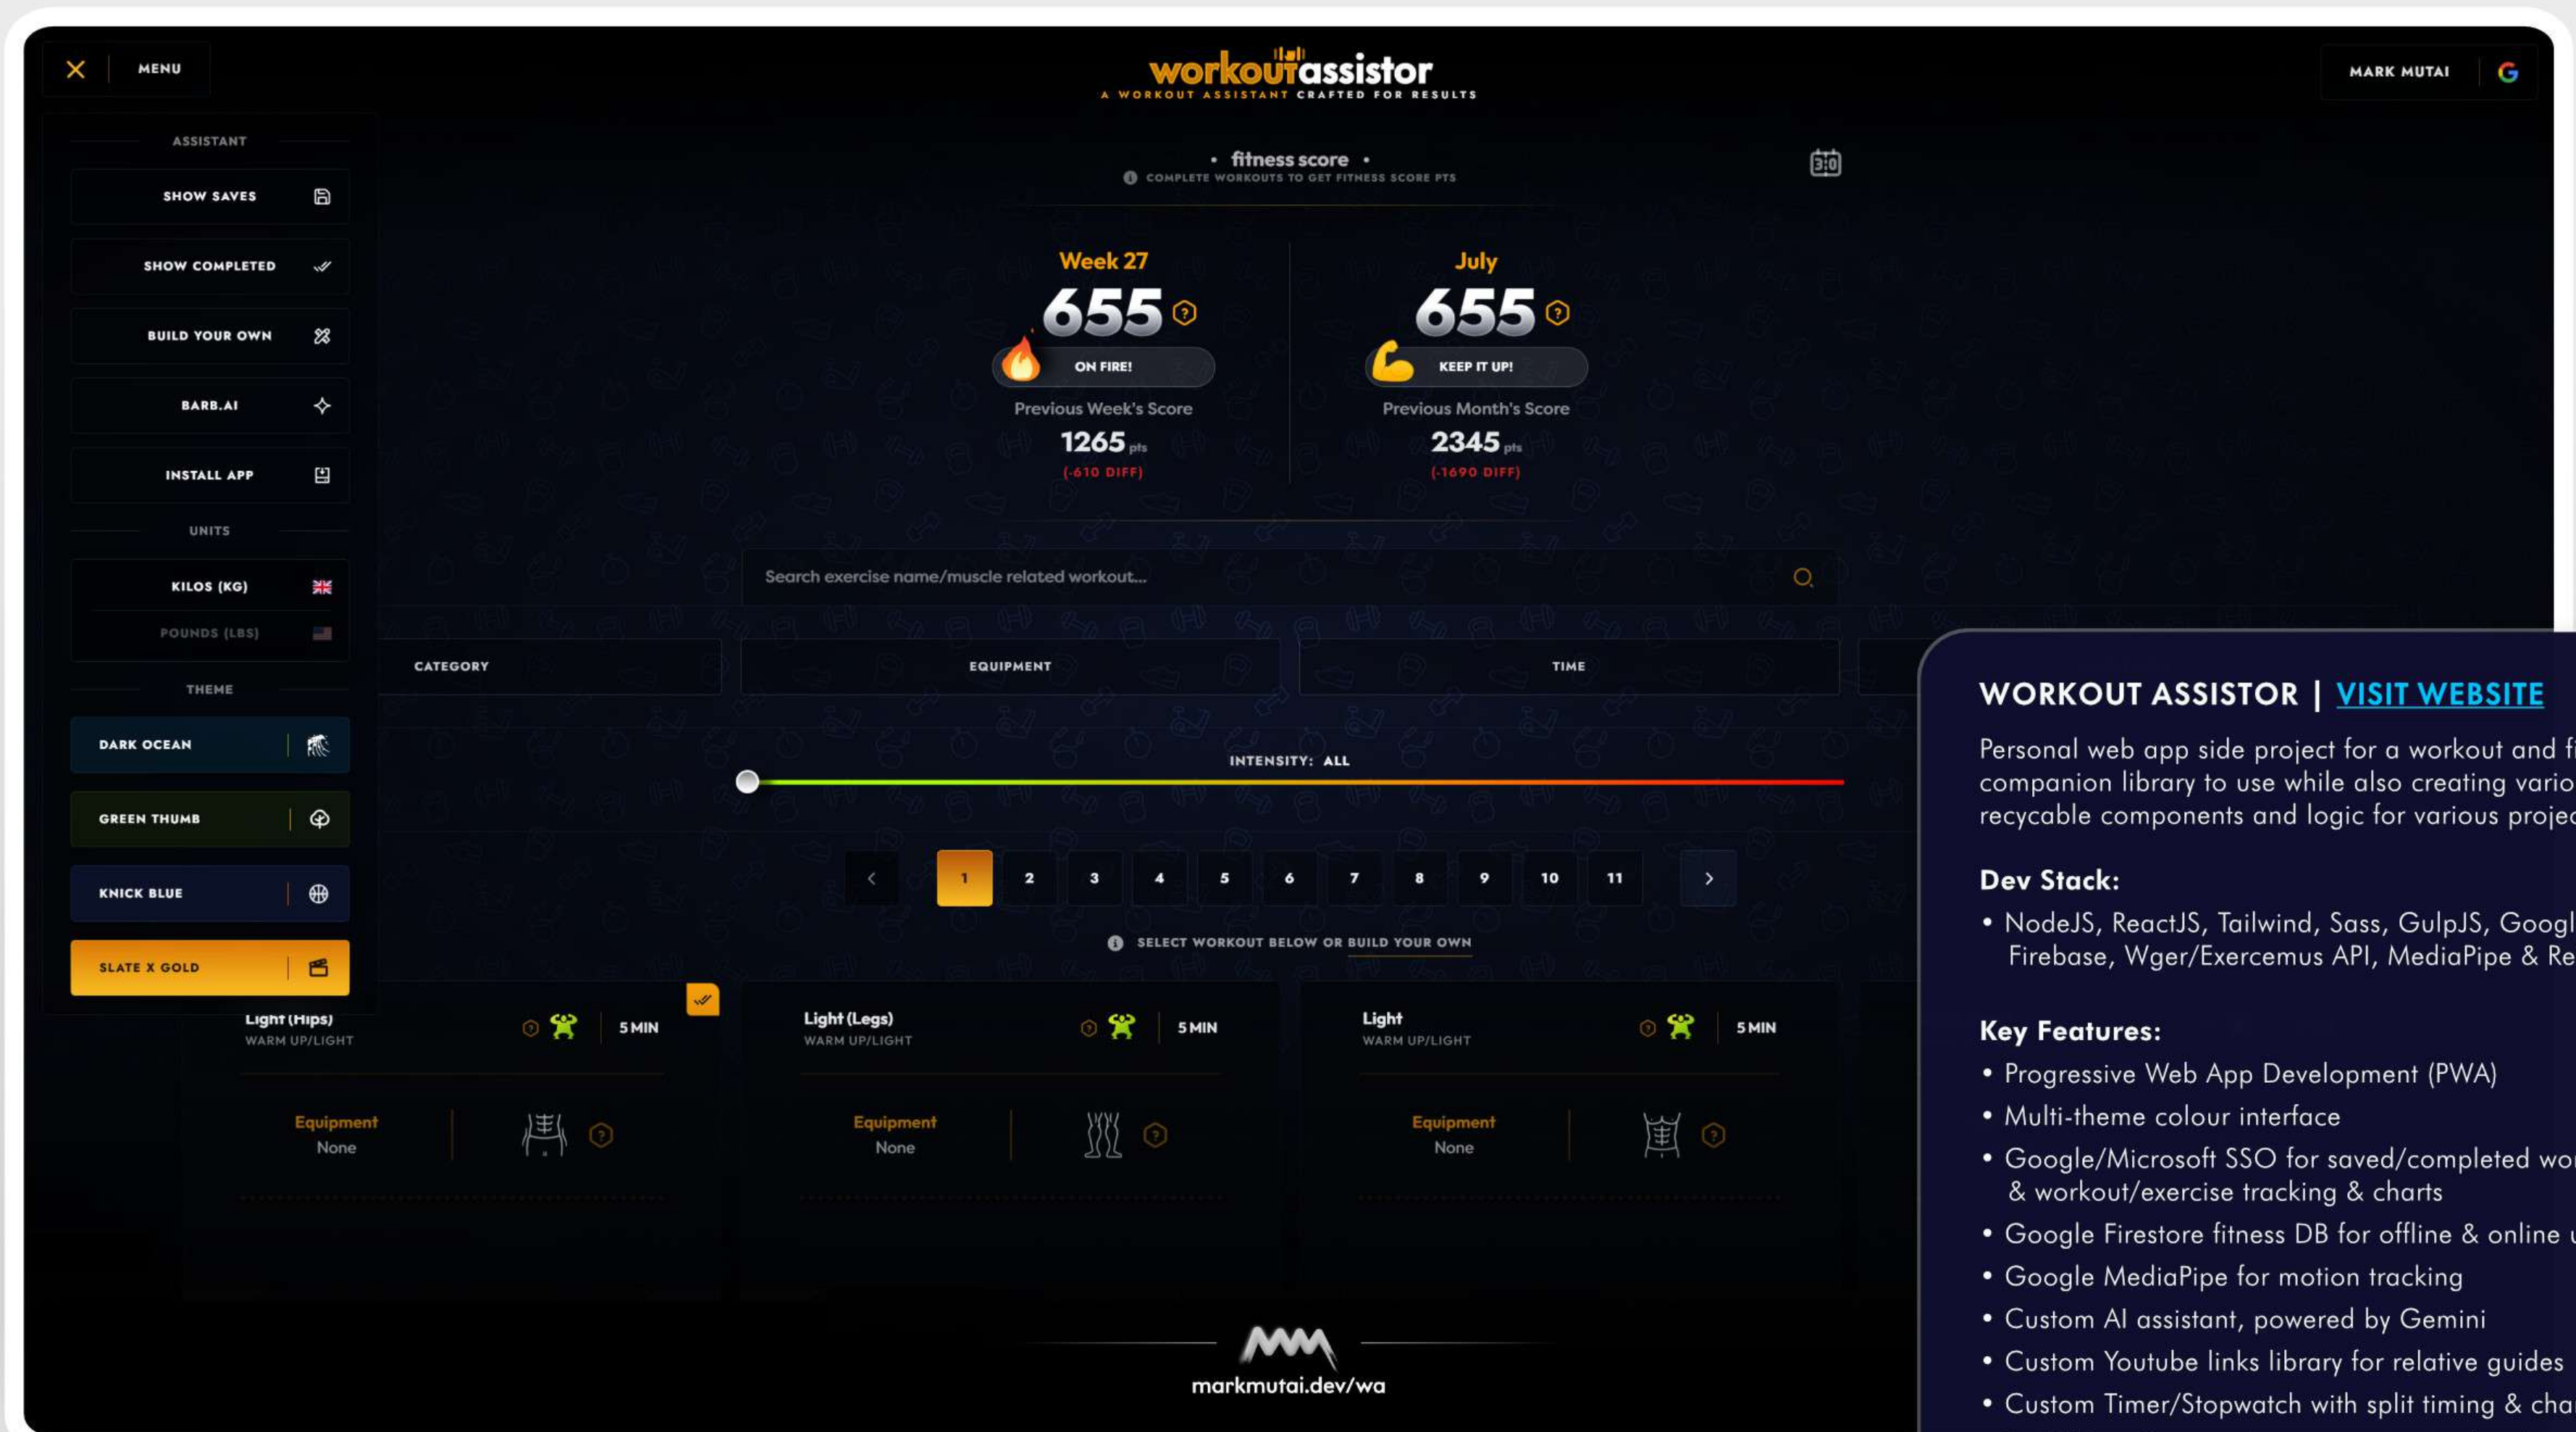 MENU
workoutassistor
A WORKOUT ASSISTANT CRAFTED FOR RESULTS
MARK MUTAI
ASSISTANT
SHOW SAVES
SHOW COMPLETED
BUILD YOUR OWN
BARB.AI
INSTALL APP
UNITS
KILOS (KG)
POUNDS (LBS)
THEME
DARK OCEAN
GREEN THUMB
KNICK BLUE
SLATE X GOLD
• fitness score •
COMPLETE WORKOUTS TO GET FITNESS SCORE PTS
3:0
Week 27
655
ON FIRE!
Previous Week's Score
1265 pts
(-610 DIFF)
July
655
KEEP IT UP!
Previous Month's Score
2345 pts
(-1690 DIFF)
Search exercise name/muscle related workout...
CATEGORY
EQUIPMENT
TIME
INTENSITY: ALL
1 2 3 4 5 6 7 8 9 10 11
SELECT WORKOUT BELOW OR BUILD YOUR OWN
Light (Hips)
WARM UP/LIGHT
5 MIN
Equipment
None
Light (Legs)
WARM UP/LIGHT
5 MIN
Equipment
None
Light
WARM UP/LIGHT
5 MIN
Equipment
None
markmutai.dev/wa
WORKOUT ASSISTOR | VISIT WEBSITE
Personal web app side project for a workout and
companion library to use while also creating
recycable components and logic for various
Dev Stack:
• NodeJS, ReactJS, Tailwind, Sass, GulpJS,
Firebase, Wger/Exercemus API, MediaPipe &
Key Features:
• Progressive Web App Development (PWA)
• Multi-theme colour interface
• Google/Microsoft SSO for saved/completed
& workout/exercise tracking & charts
• Google Firestore fitness DB for offline & online
• Google MediaPipe for motion tracking
• Custom AI assistant, powered by Gemini
• Custom Youtube links library for relative guides
• Custom Timer/Stopwatch with split timing &